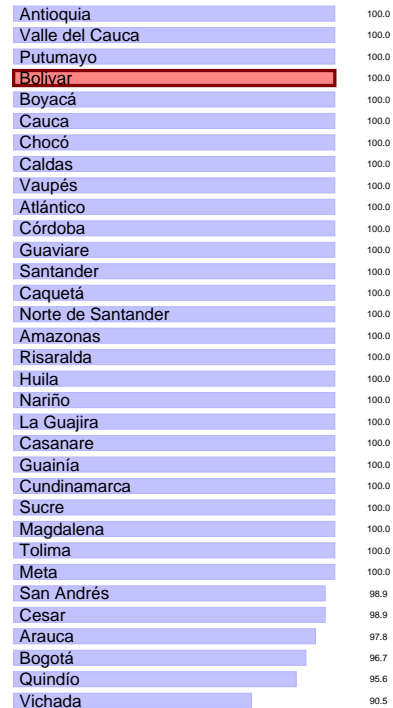 Antioquia 100.0
Valle del Cauca 100.0
Putumayo 100.0
Bolivar 100.0
Boyacá 100.0
Cauca 100.0
Chocó 100.0
Caldas 100.0
Vaupés 100.0
Atlántico 100.0
Córdoba 100.0
Guaviare 100.0
Santander 100.0
Caquetá 100.0
Norte de Santander 100.0
Amazonas 100.0
Risaralda 100.0
Huila 100.0
Nariño 100.0
La Guajira 100.0
Casanare 100.0
Guainía 100.0
Cundinamarca 100.0
Sucre 100.0
Magdalena 100.0
Tolima 100.0
Meta 100.0
San Andrés 98.9
Cesar 98.9
Arauca 97.8
Bogotá 96.7
Quindío 95.6
Vichada 90.5